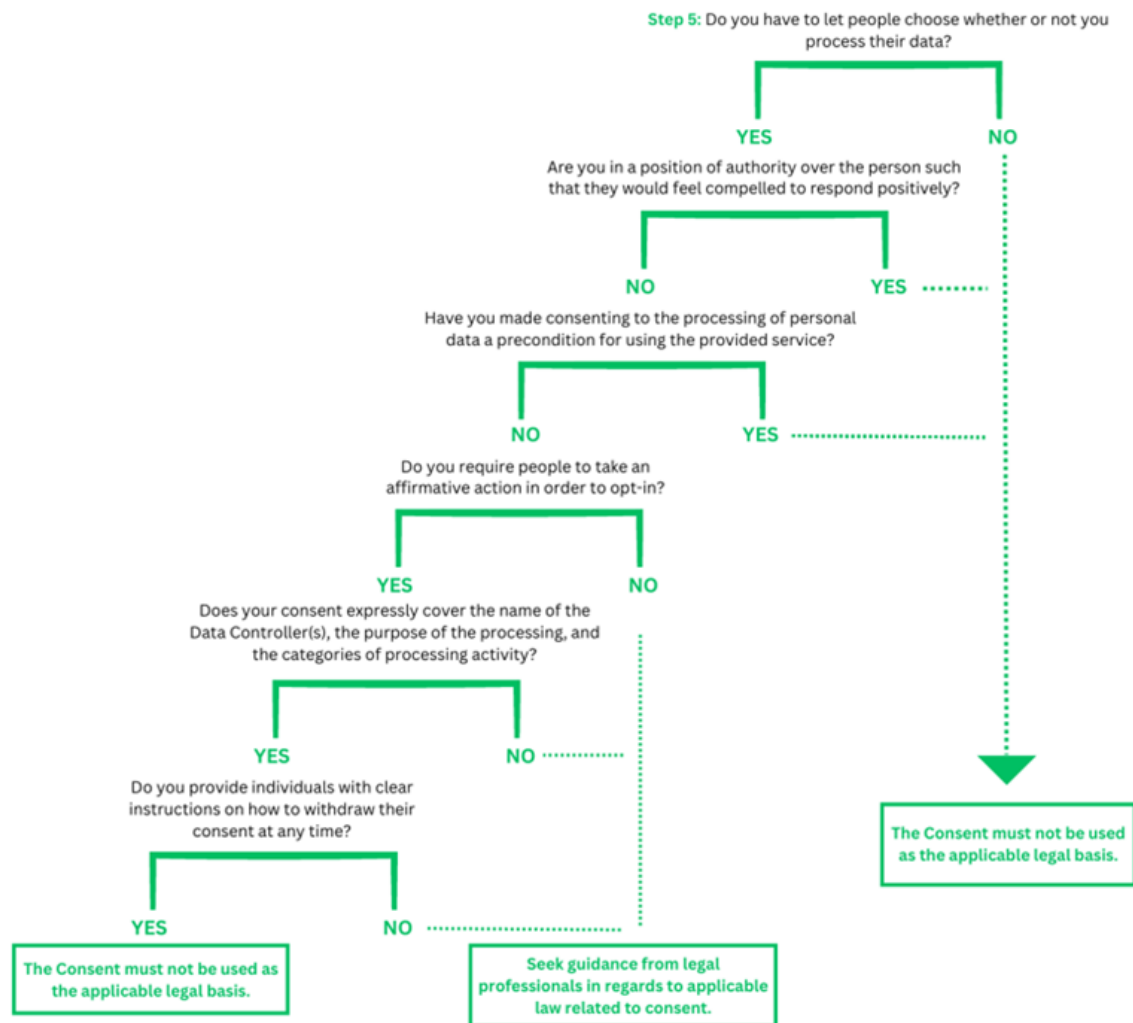 Step 5: Do you have to let people choose whether or not you
process their data?
YES
NO
Are you in a position of authority over the person such
that they would feel compelled to respond positively?
NO
YES
Have you made consenting to the processing of personal
data a precondition for using the provided service?
NO
YES
Do you require people to take an
affirmative action in order to opt-in?
YES
NO
Does your consent expressly cover the name of the
Data Controller(s), the purpose of the processing, and
the categories of processing activity?
YES
NO
Do you provide individuals with clear
instructions on how to withdraw their
consent at any time?
The Consent must not be used
as the applicable legal basis.
YES
NO
The Consent must not be used as
the applicable legal basis.
Seek guidance from legal
professionals in regards to applicable
law related to consent.